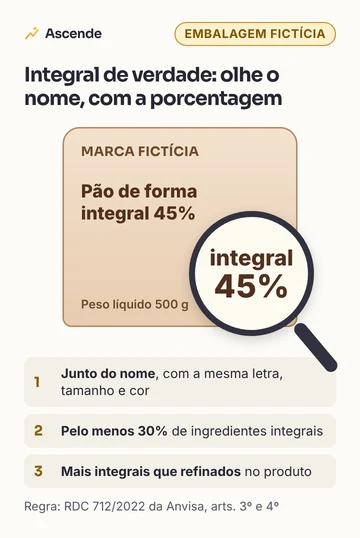 Ascende
EMBALAGEM FICTÍCIA
Integral de verdade: olhe o
nome, com a porcentagem
MARCA FICTÍCIA
Pão de forma
integral 45%
integral
45%
Peso líquido 500 g
1 Junto do nome, com a mesma letra,
tamanho e cor
2 Pelo menos 30% de ingredientes integrais
3 Mais integrais que refinados no produto
Regra: RDC 712/2022 da Anvisa, arts. 3º e 4º